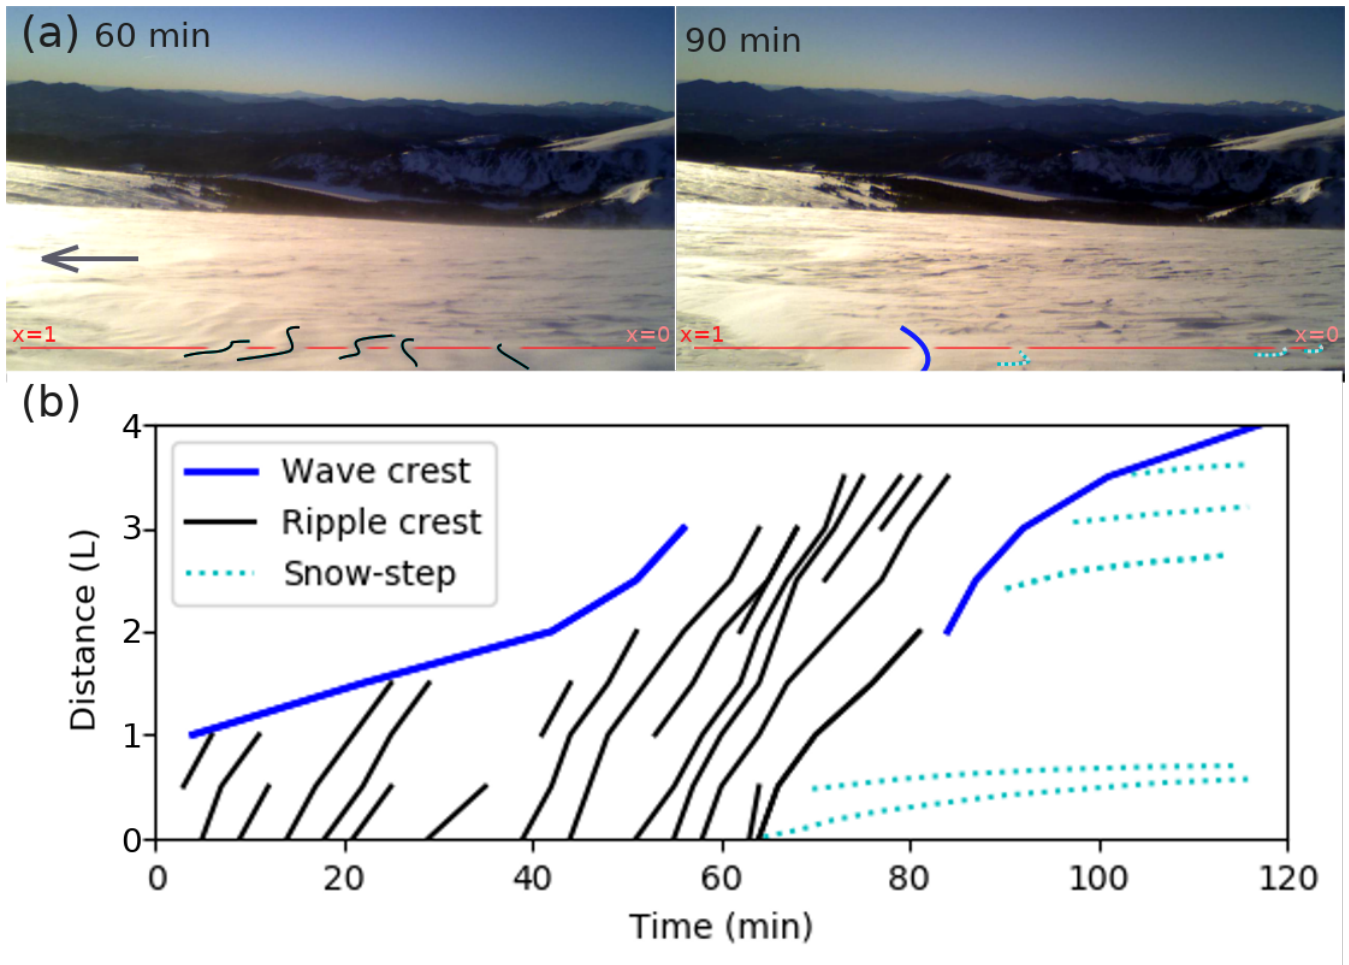 (a) 60 min
90 min
x=1
x=0
x=1
x=0
(b)
4
3
2
1
0
Distance (L)
Wave crest
Ripple crest
Snow-step
0 20 40 60 80 100 120
Time (min)